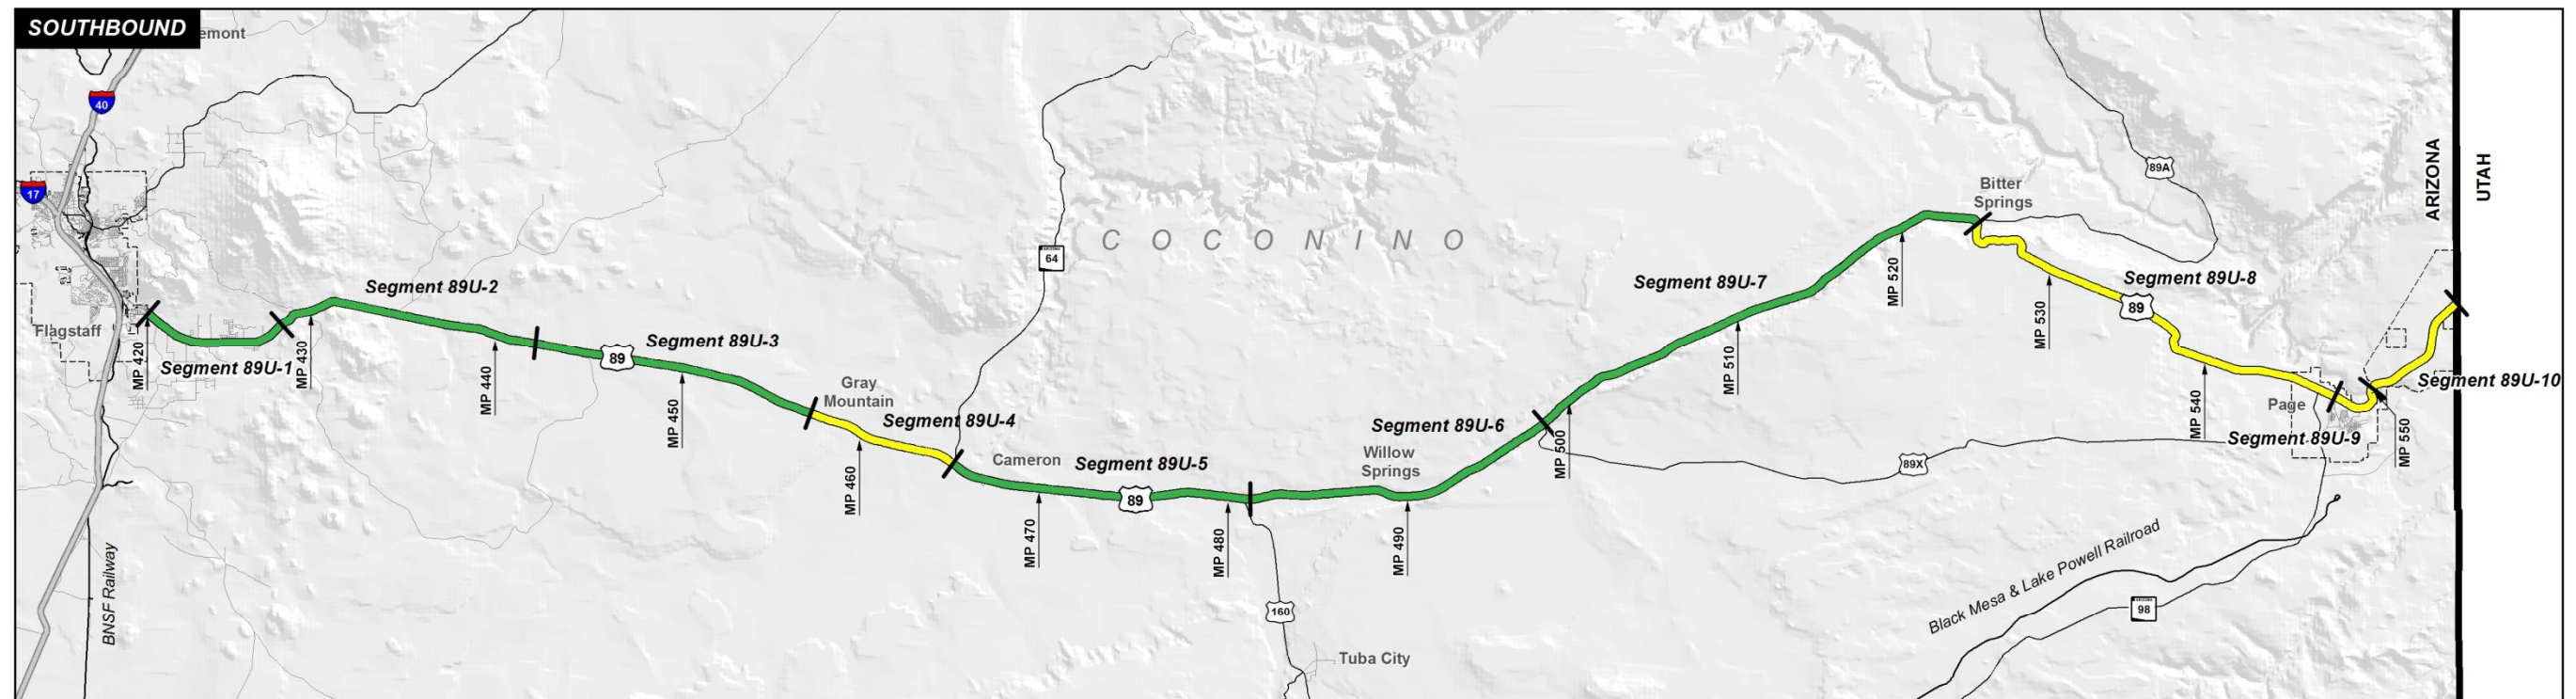 SOUTHBOUND
emont
40
17
Flagstaff
MP 420
Segment 89U-1
MP 430
Segment 89U-2
MP 440
89
Segment 89U-3
MP 450
Gray
Mountain
Segment 89U-4
MP 460
64
Cameron
MP 470
Segment 89U-5
89
MP 480
160
Tuba City
COCONINO
Willow
Springs
MP 490
Segment 89U-6
MP 500
Segment 89U-7
MP 510
MP 520
Bitter
Springs
89A
MP 530
Segment 89U-8
89
MP 540
89X
Page
Segment 89U-9
MP 550
Segment 89U-10
ARIZONA
UTAH
BNSF Railway
Black Mesa & Lake Powell Railroad
98